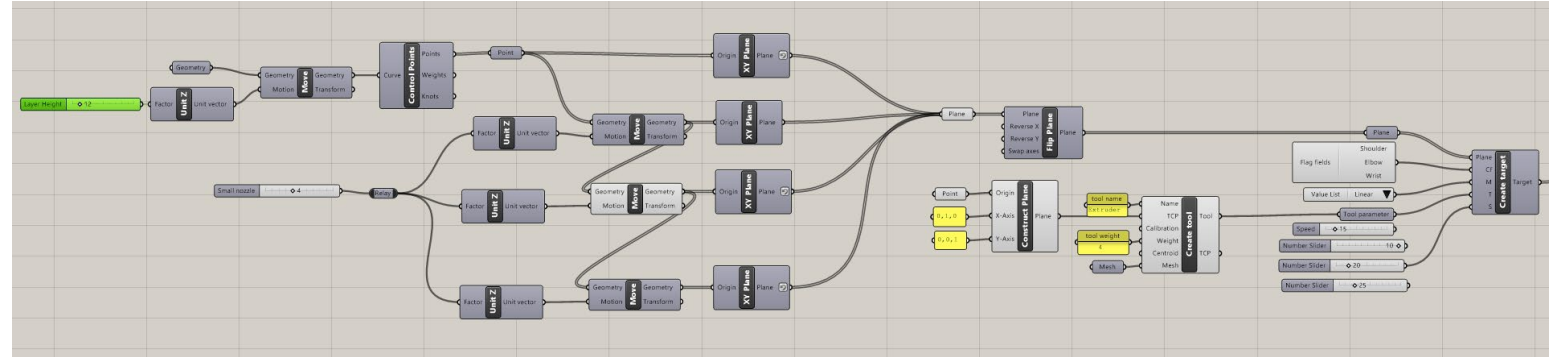 Layer Height 12
Geometry
Factor Unit Z Unit vector
Geometry Move Geometry
Motion Transform
Curve Control Points Points
Weights
Knots
Point
Origin XY Plane Plane
Small nozzle 4
Relay
Factor Unit Z Unit vector
Geometry Move Geometry
Motion Transform
Origin XY Plane Plane
Factor Unit Z Unit vector
Geometry Move Geometry
Motion Transform
Origin XY Plane Plane
Factor Unit Z Unit vector
Geometry Move Geometry
Motion Transform
Origin XY Plane Plane
Plane
Plane Flip Plane Plane
Reverse X
Reverse Y
Swap axes
Point
0,1,0
0,0,1
Origin Construct Plane Plane
X-Axis
Y-Axis
tool name
Extruder
tool weight
Mesh
Name Create tool Tool
TCP TCP
Calibration
Weight
Centroid
Mesh
Plane
Flag fields Shoulder
Elbow
Wrist
Value List Linear
Tool parameter
Speed 15
Number Slider 10
Number Slider 20
Number Slider 25
Plane Create target Target
Cf
M
T
S